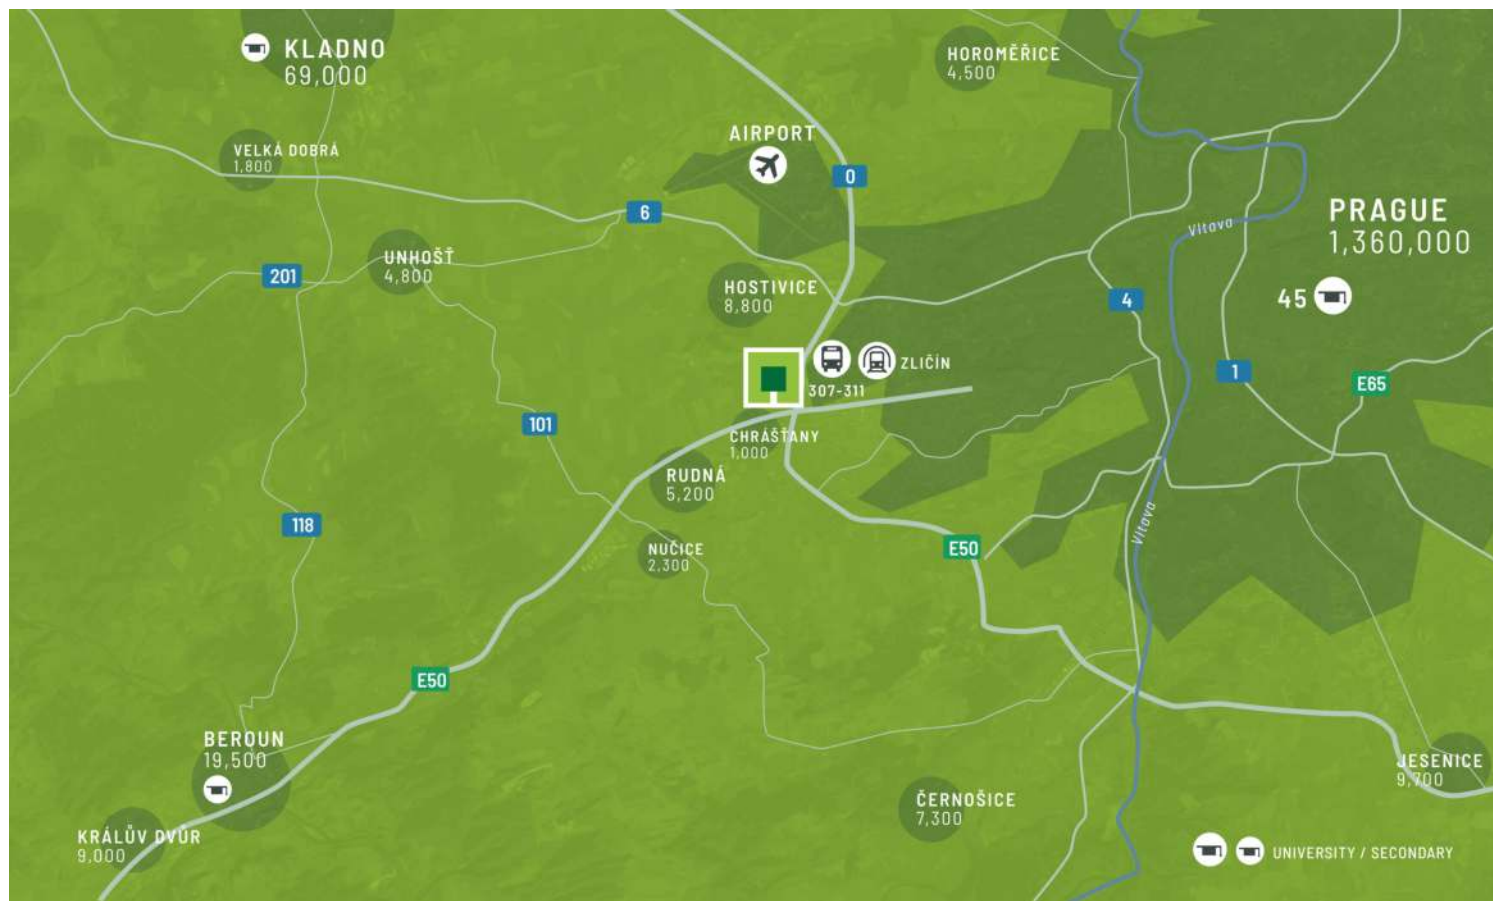 KLADNO
69,000
HOROMĚŘICE
4,500
AIRPORT
VELKÁ DOBRÁ
1,800
0
6
PRAGUE
1,360,000
Vltava
UNHOŠŤ
4,800
201
HOSTIVICE
8,800
4
45
ZLIČÍN
307-311
1
E65
101
CHRÁŠŤANY
1,000
RUDNÁ
5,200
118
Vltava
NUČICE
2,300
E50
E50
BEROUN
19,500
JESENICE
9,700
ČERNOŠICE
7,300
KRÁLŮV DVŮR
9,000
UNIVERSITY / SECONDARY